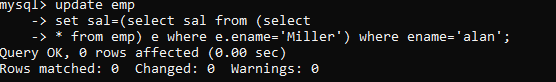 mysql> update emp
    -> set sal=(select sal from (select
    -> * from emp) e where e.ename='Miller') where ename='alan';
Query OK, 0 rows affected (0.00 sec)
Rows matched: 0  Changed: 0  Warnings: 0